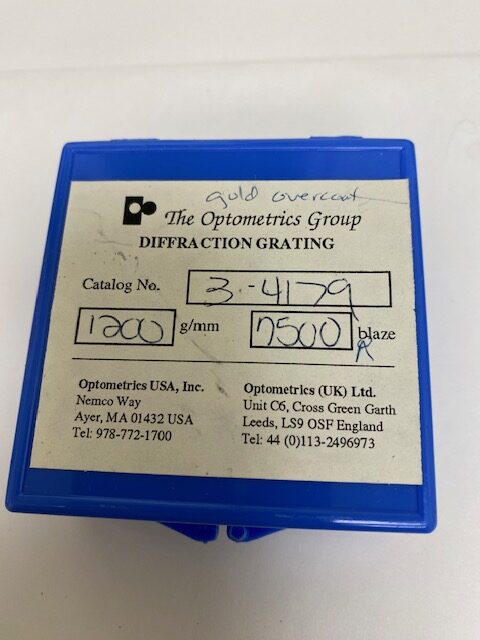 gold overcoat
The Optometrics Group
DIFFRACTION GRATING
Catalog No. 3-4179
1200 g/mm 7500 blaze
Å
Optometrics USA, Inc.
Nemco Way
Ayer, MA 01432 USA
Tel: 978-772-1700
Optometrics (UK) Ltd.
Unit C6, Cross Green Garth
Leeds, LS9 OSF England
Tel: 44 (0)113-2496973